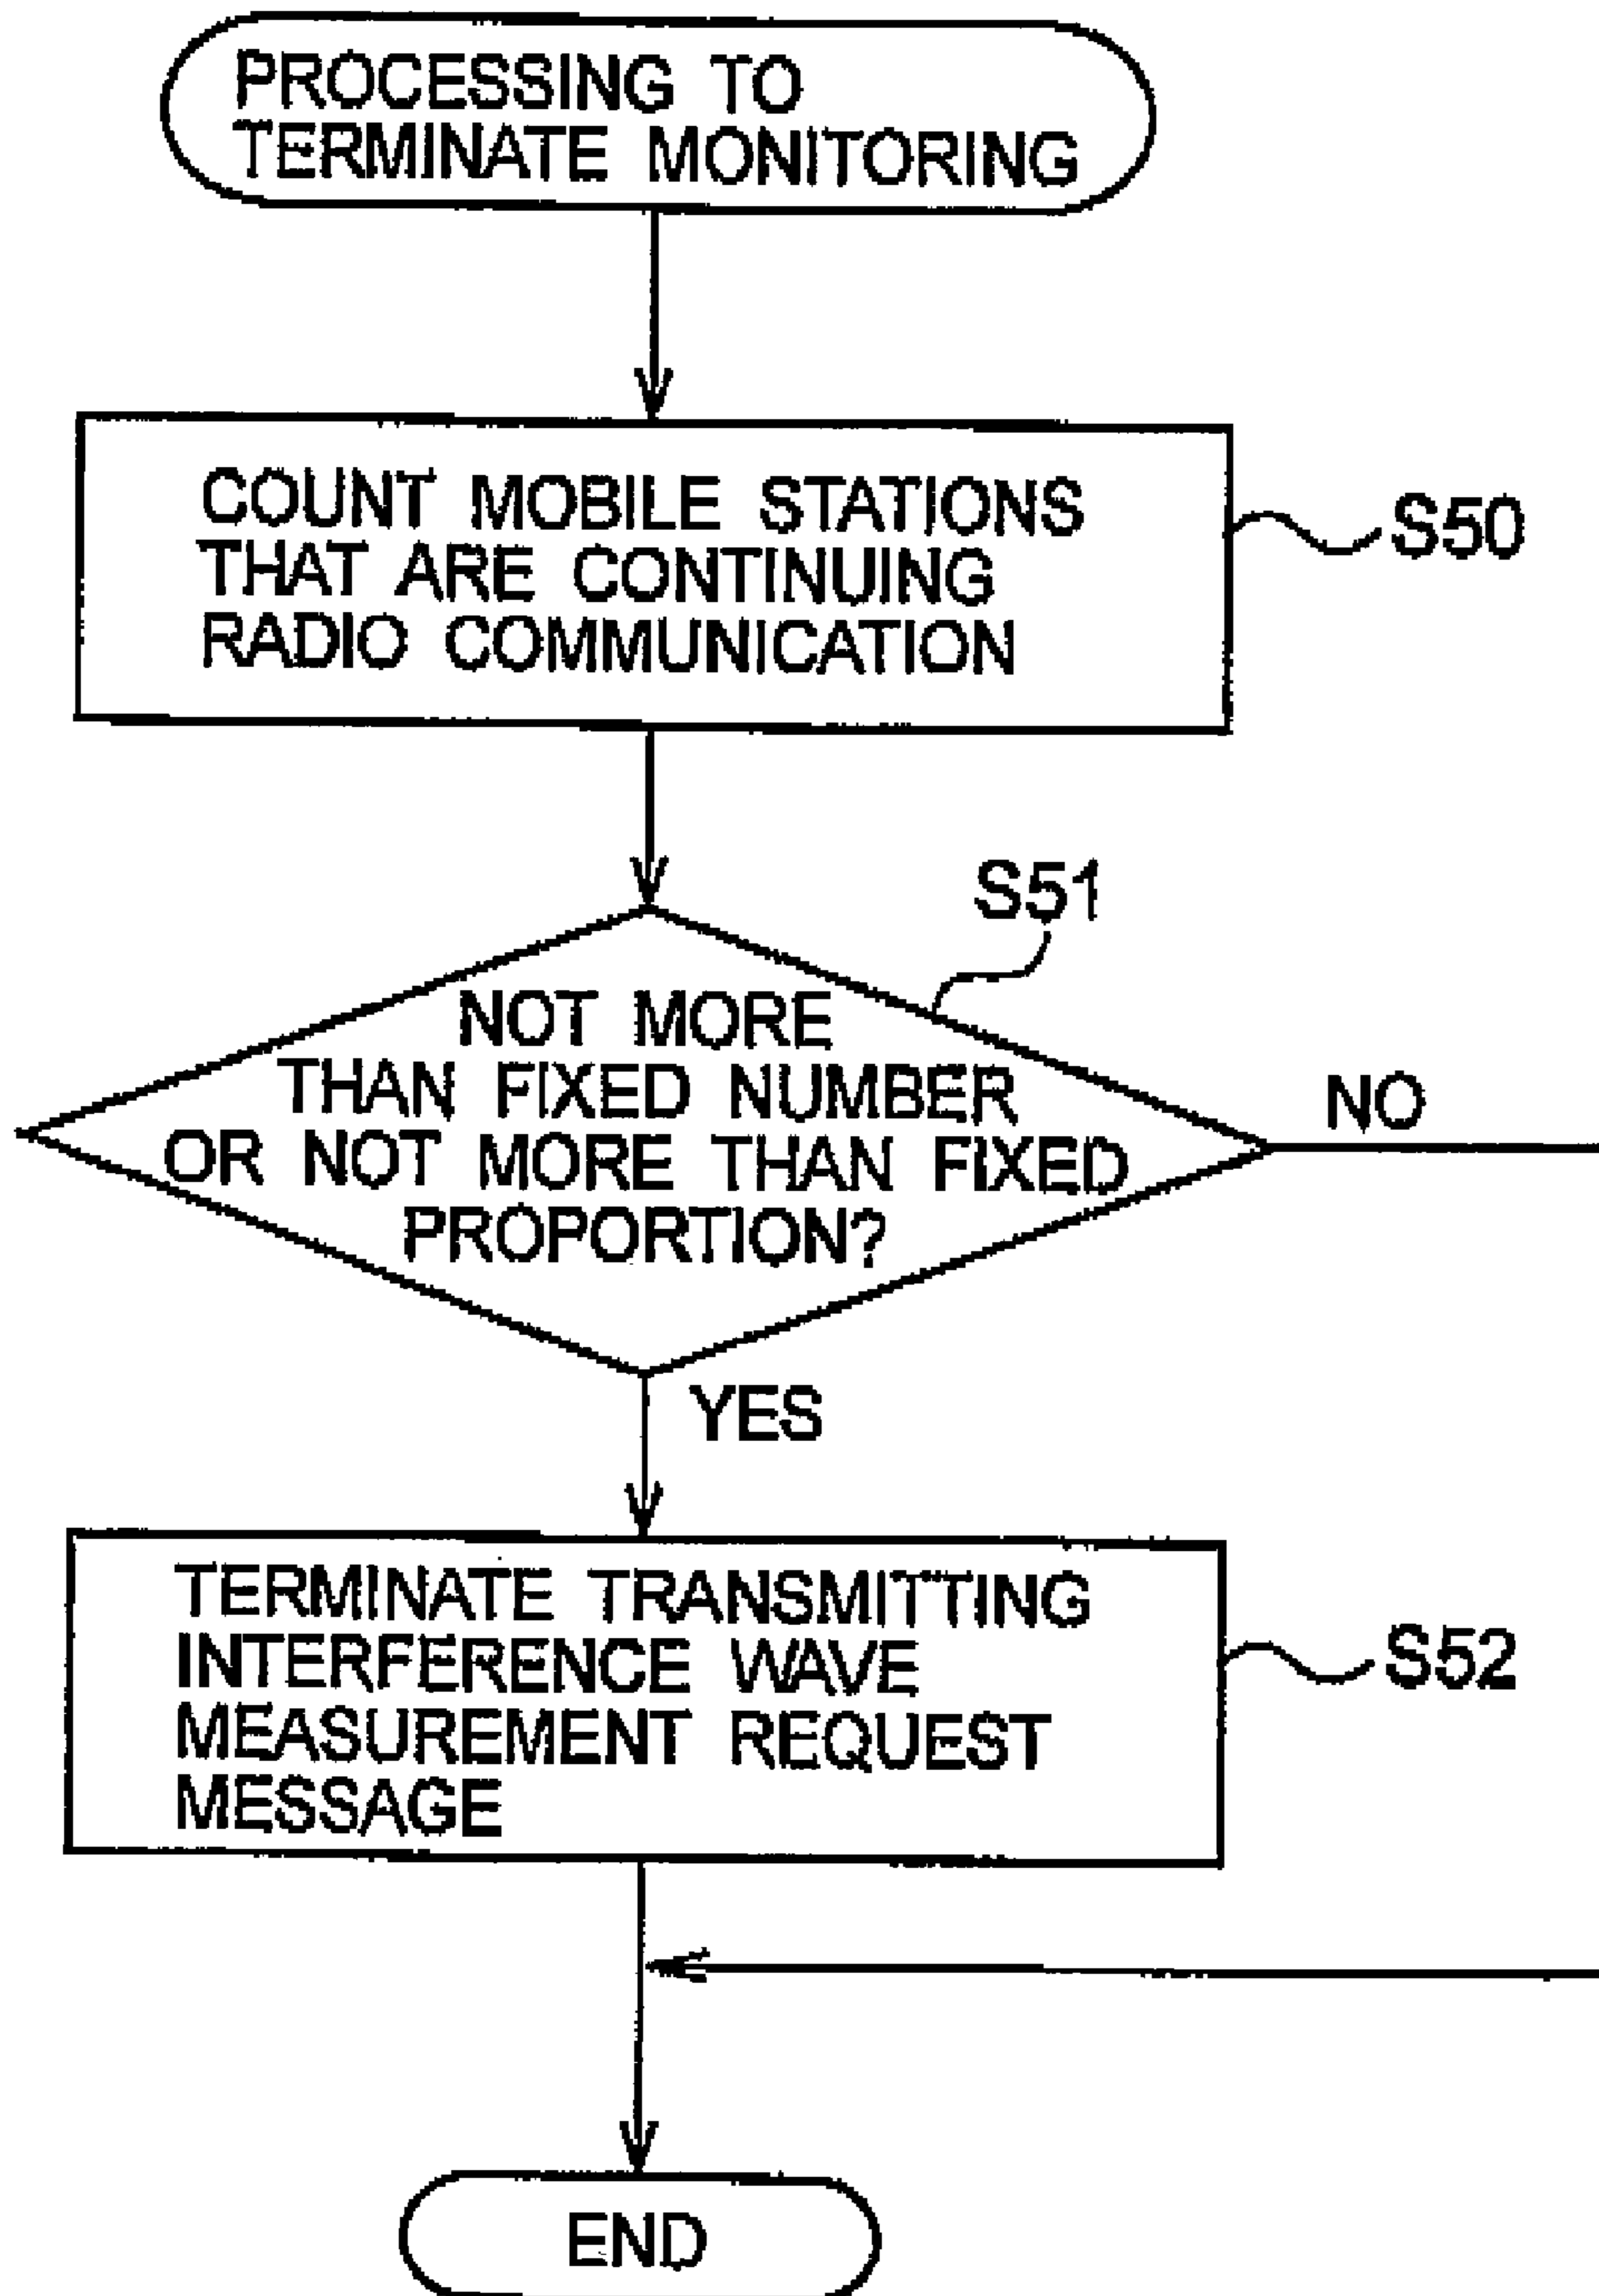 PROCESSING TO
TERMINATE MONITORING
COUNT MOBILE STATIONS
THAT ARE CONTINUING
RADIO COMMUNICATION
S50
S51
NOT MORE
THAN FIXED NUMBER
OR NOT MORE THAN FIXED
PROPORTION?
NO
YES
TERMINATE TRANSMITTING
INTERFERENCE WAVE
MEASUREMENT REQUEST
MESSAGE
S52
END